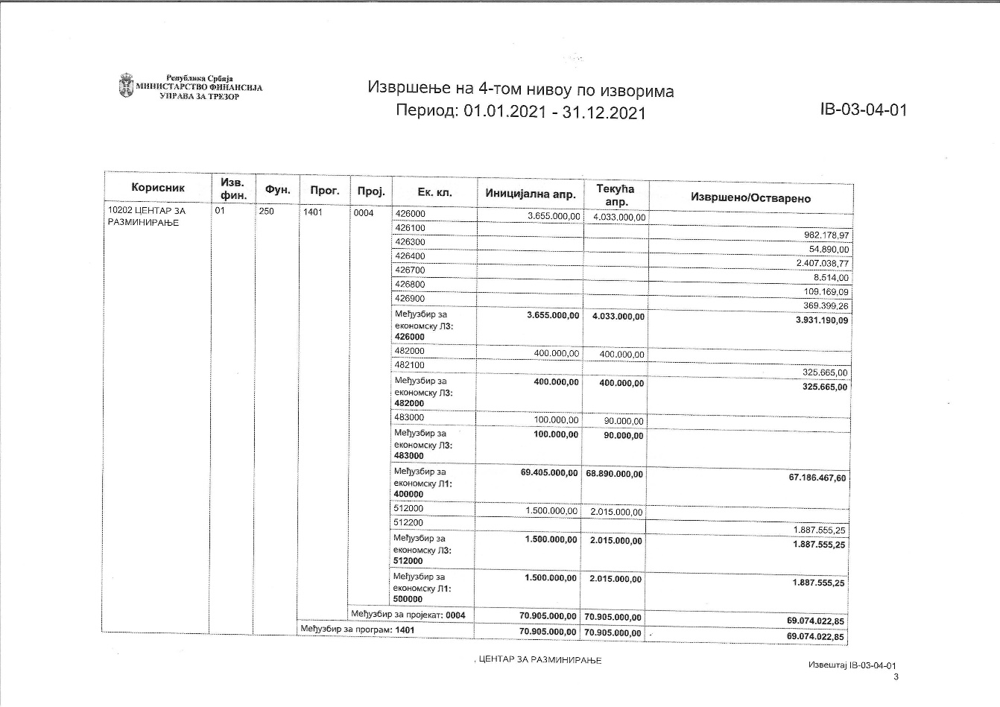 Република Србија
МИНИСТАРСТВО ФИНАНСИЈА
УПРАВА ЗА ТРЕЗОР
Извршење на 4-том нивоу по изворима
Период: 01.01.2021 - 31.12.2021
IB-03-04-01
Корисник Изв. фин. Фун. Прог. Прој. Ек. кл. Иницијална апр. Текућа апр. Извршено/Остварено
10202 ЦЕНТАР ЗА РАЗМИНИРАЊЕ 01 250 1401 0004 426000 3.655.000,00 4.033.000,00
426100 982.178,97
426300 54.890,00
426400 2.407.038,77
426700 8.514,00
426800 109.169,09
426900 369.399,26
Међузбир за економску Л3: 426000 3.655.000,00 4.033.000,00 3.931.190,09
482000 400.000,00 400.000,00
482100 325.665,00
Међузбир за економску Л3: 482000 400.000,00 400.000,00 325.665,00
483000 100.000,00 90.000,00
Међузбир за економску Л3: 483000 100.000,00 90.000,00
Међузбир за економску Л1: 400000 69.405.000,00 68.890.000,00 67.186.467,60
512000 1.500.000,00 2.015.000,00
512200 1.887.555,25
Међузбир за економску Л3: 512000 1.500.000,00 2.015.000,00 1.887.555,25
Међузбир за економску Л1: 500000 1.500.000,00 2.015.000,00 1.887.555,25
Међузбир за пројекат: 0004 70.905.000,00 70.905.000,00 69.074.022,85
Међузбир за програм: 1401 70.905.000,00 70.905.000,00 69.074.022,85
, ЦЕНТАР ЗА РАЗМИНИРАЊЕ
Извештај IB-03-04-01
3